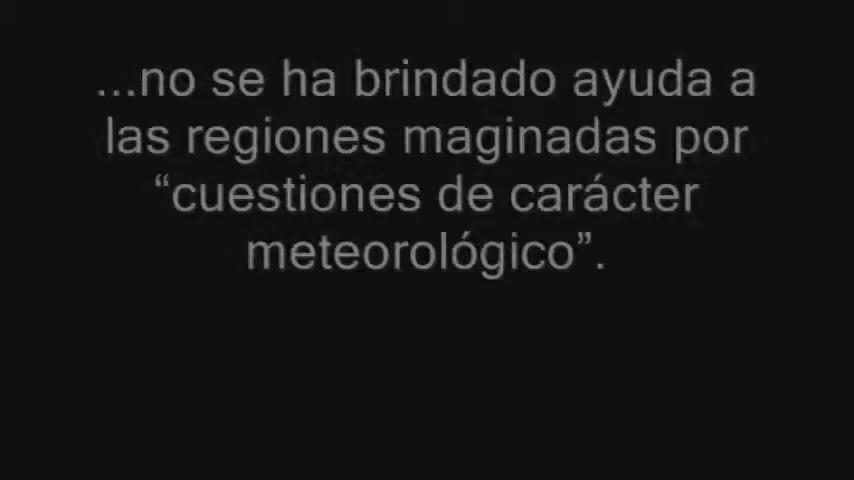 ...no se ha brindado ayuda a
las regiones maginadas por
“cuestiones de carácter
meteorológico”.